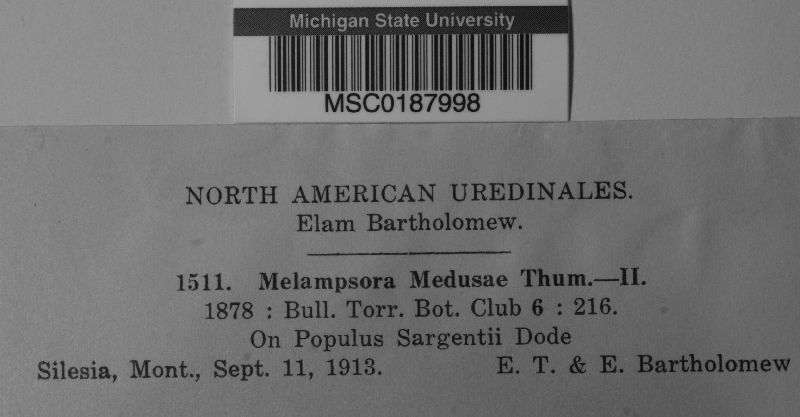 Michigan State University
MSC0187998
NORTH AMERICAN UREDINALES.
Elam Bartholomew.
1511. Melampsora Medusae Thum.—II.
1878 : Bull. Torr. Bot. Club 6 : 216.
On Populus Sargentii Dode
Silesia, Mont., Sept. 11, 1913. E. T. & E. Bartholomew